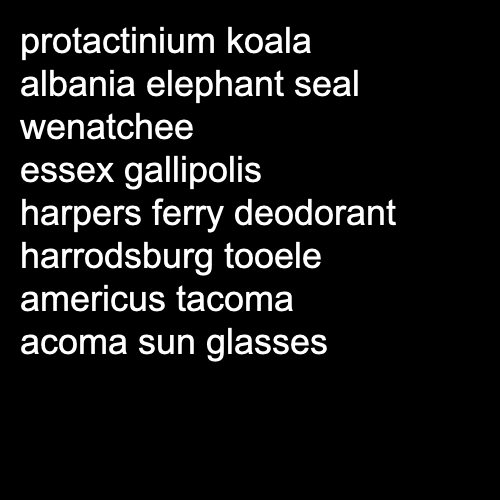 protactinium koala
albania elephant seal
wenatchee
essex gallipolis
harpers ferry deodorant
harrodsburg tooele
americus tacoma
acoma sun glasses